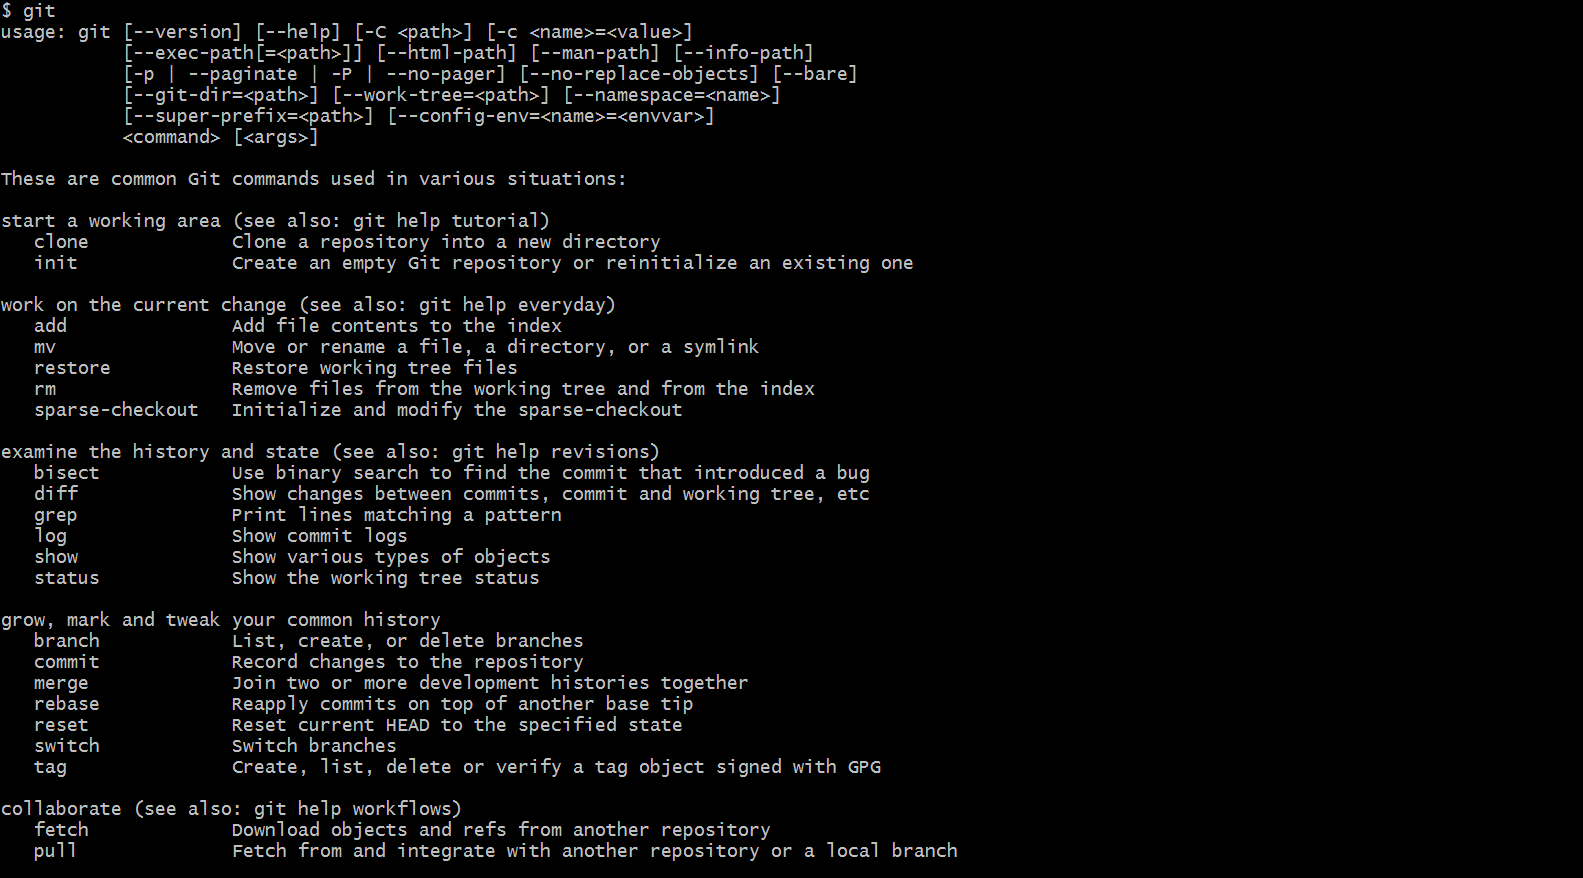 $ git
usage: git [--version] [--help] [-C <path>] [-c <name>=<value>]
           [--exec-path[=<path>]] [--html-path] [--man-path] [--info-path]
           [-p | --paginate | -P | --no-pager] [--no-replace-objects] [--bare]
           [--git-dir=<path>] [--work-tree=<path>] [--namespace=<name>]
           [--super-prefix=<path>] [--config-env=<name>=<envvar>]
           <command> [<args>]

These are common Git commands used in various situations:

start a working area (see also: git help tutorial)
   clone             Clone a repository into a new directory
   init              Create an empty Git repository or reinitialize an existing one

work on the current change (see also: git help everyday)
   add               Add file contents to the index
   mv                Move or rename a file, a directory, or a symlink
   restore           Restore working tree files
   rm                Remove files from the working tree and from the index
   sparse-checkout   Initialize and modify the sparse-checkout

examine the history and state (see also: git help revisions)
   bisect            Use binary search to find the commit that introduced a bug
   diff              Show changes between commits, commit and working tree, etc
   grep              Print lines matching a pattern
   log               Show commit logs
   show              Show various types of objects
   status            Show the working tree status

grow, mark and tweak your common history
   branch            List, create, or delete branches
   commit            Record changes to the repository
   merge             Join two or more development histories together
   rebase            Reapply commits on top of another base tip
   reset             Reset current HEAD to the specified state
   switch            Switch branches
   tag               Create, list, delete or verify a tag object signed with GPG

collaborate (see also: git help workflows)
   fetch             Download objects and refs from another repository
   pull              Fetch from and integrate with another repository or a local branch